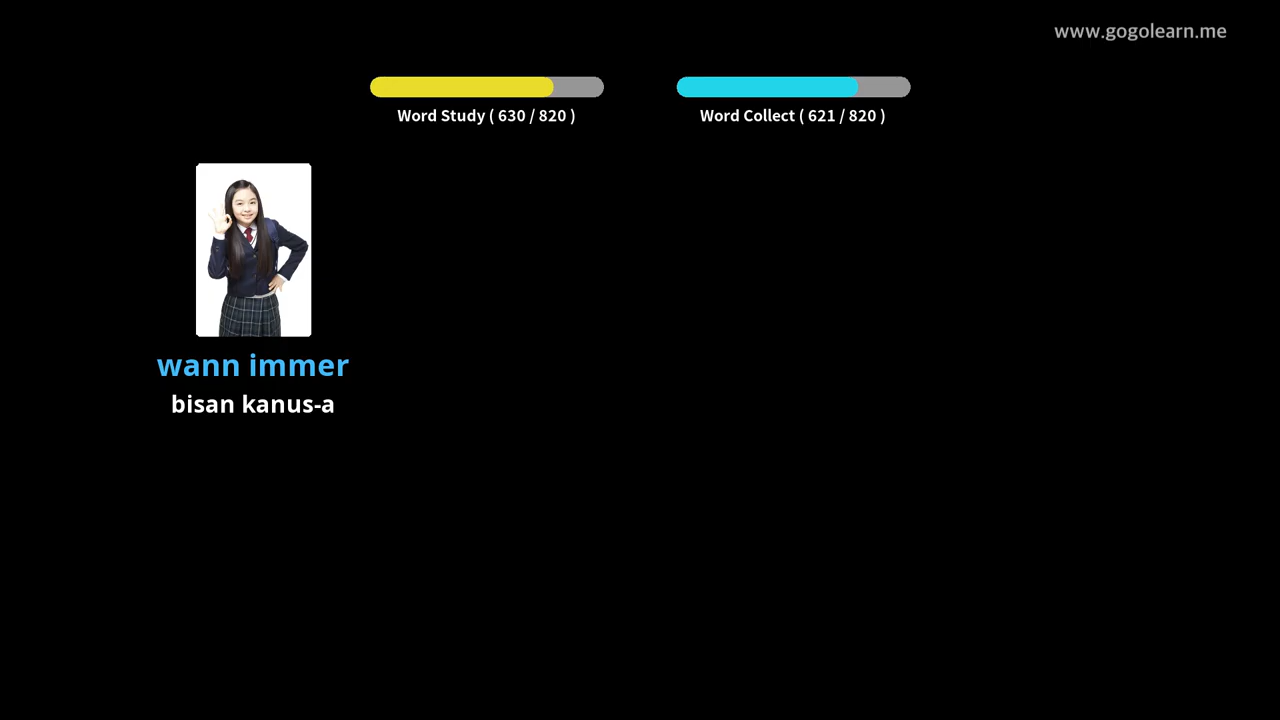 www.gogolearn.me
Word Study ( 630 / 820 )
Word Collect ( 621 / 820 )
wann immer
bisan kanus-a